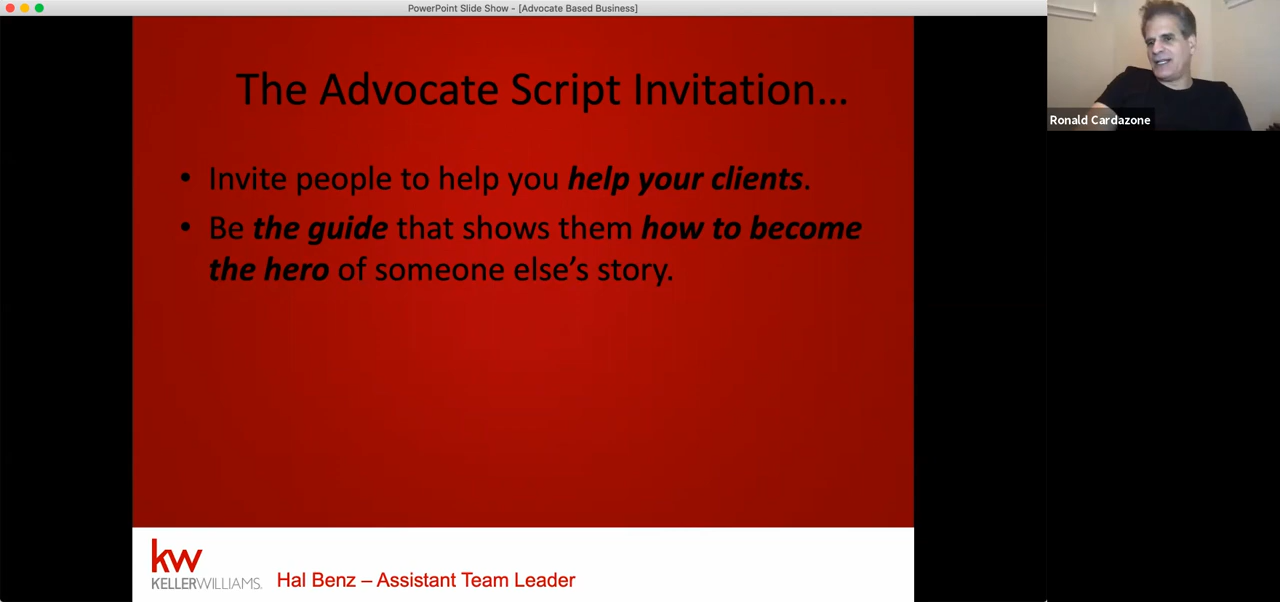 PowerPoint Slide Show - [Advocate Based Business]
The Advocate Script Invitation…
• Invite people to help you help your clients.
• Be the guide that shows them how to become
the hero of someone else’s story.
kw
KELLERWILLIAMS.
Hal Benz – Assistant Team Leader
Ronald Cardazone